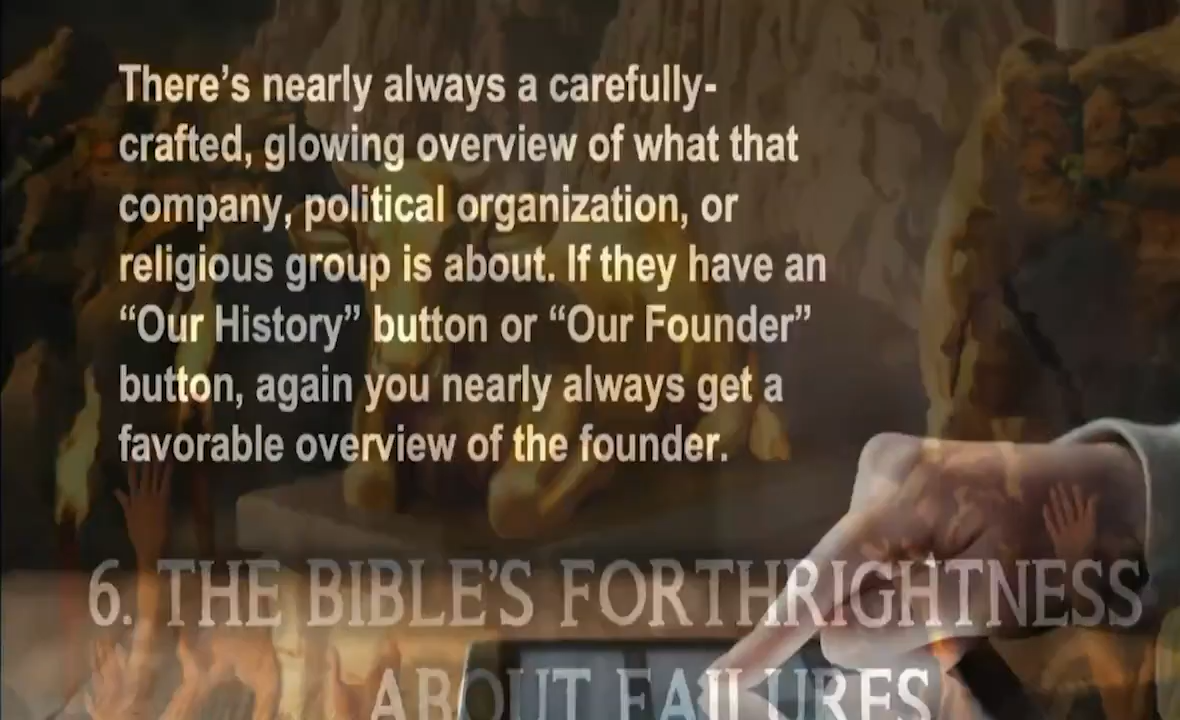 There’s nearly always a carefully-
crafted, glowing overview of what that
company, political organization, or
religious group is about. If they have an
“Our History” button or “Our Founder”
button, again you nearly always get a
favorable overview of the founder.
6. THE BIBLE’S FORTHRIGHTNESS
ABOUT FAILURES